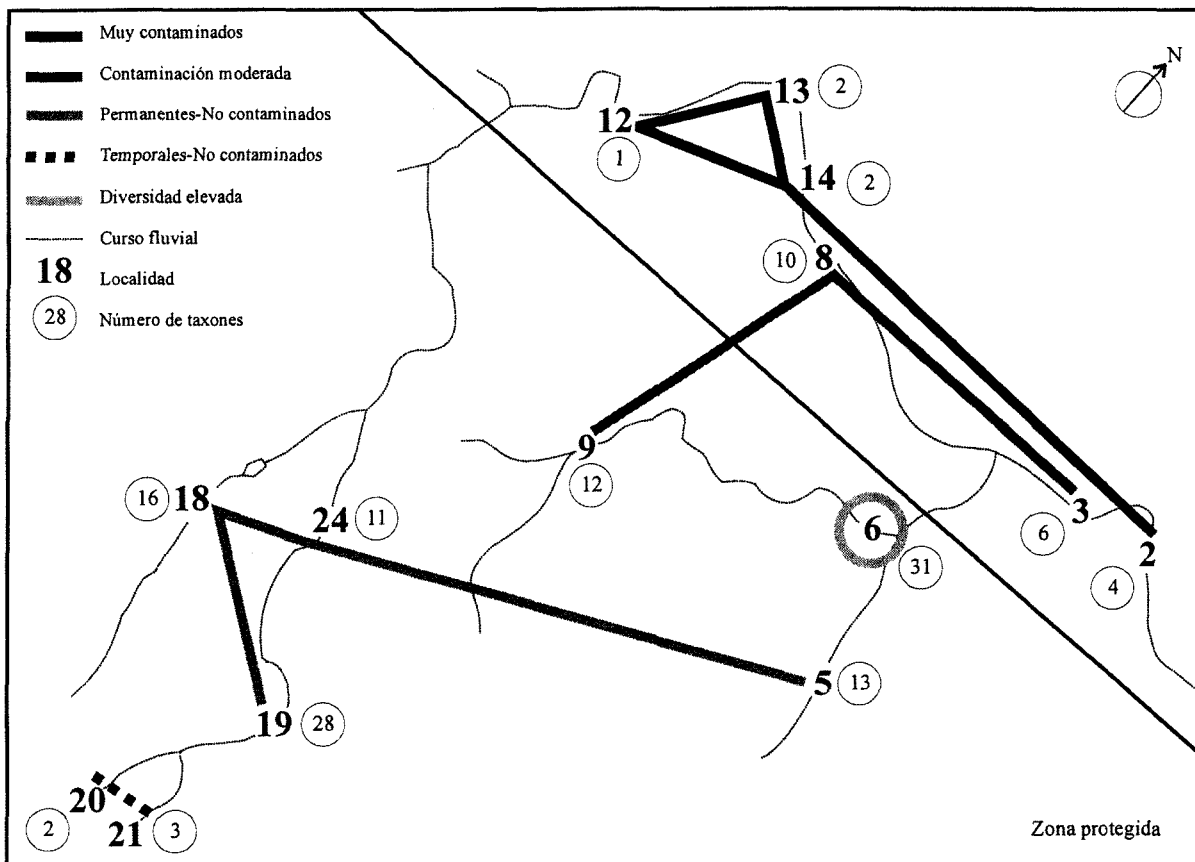 Muy contaminados
Contaminación moderada
Permanentes-No contaminados
Temporales-No contaminados
Diversidad elevada
Curso fluvial
18 Localidad
28 Número de taxones
N
13 2
12
1
14 2
10 8
9
12
16 18
24 11
6
31
3
6
2
4
5 13
19 28
20
2
21 3
Zona protegida